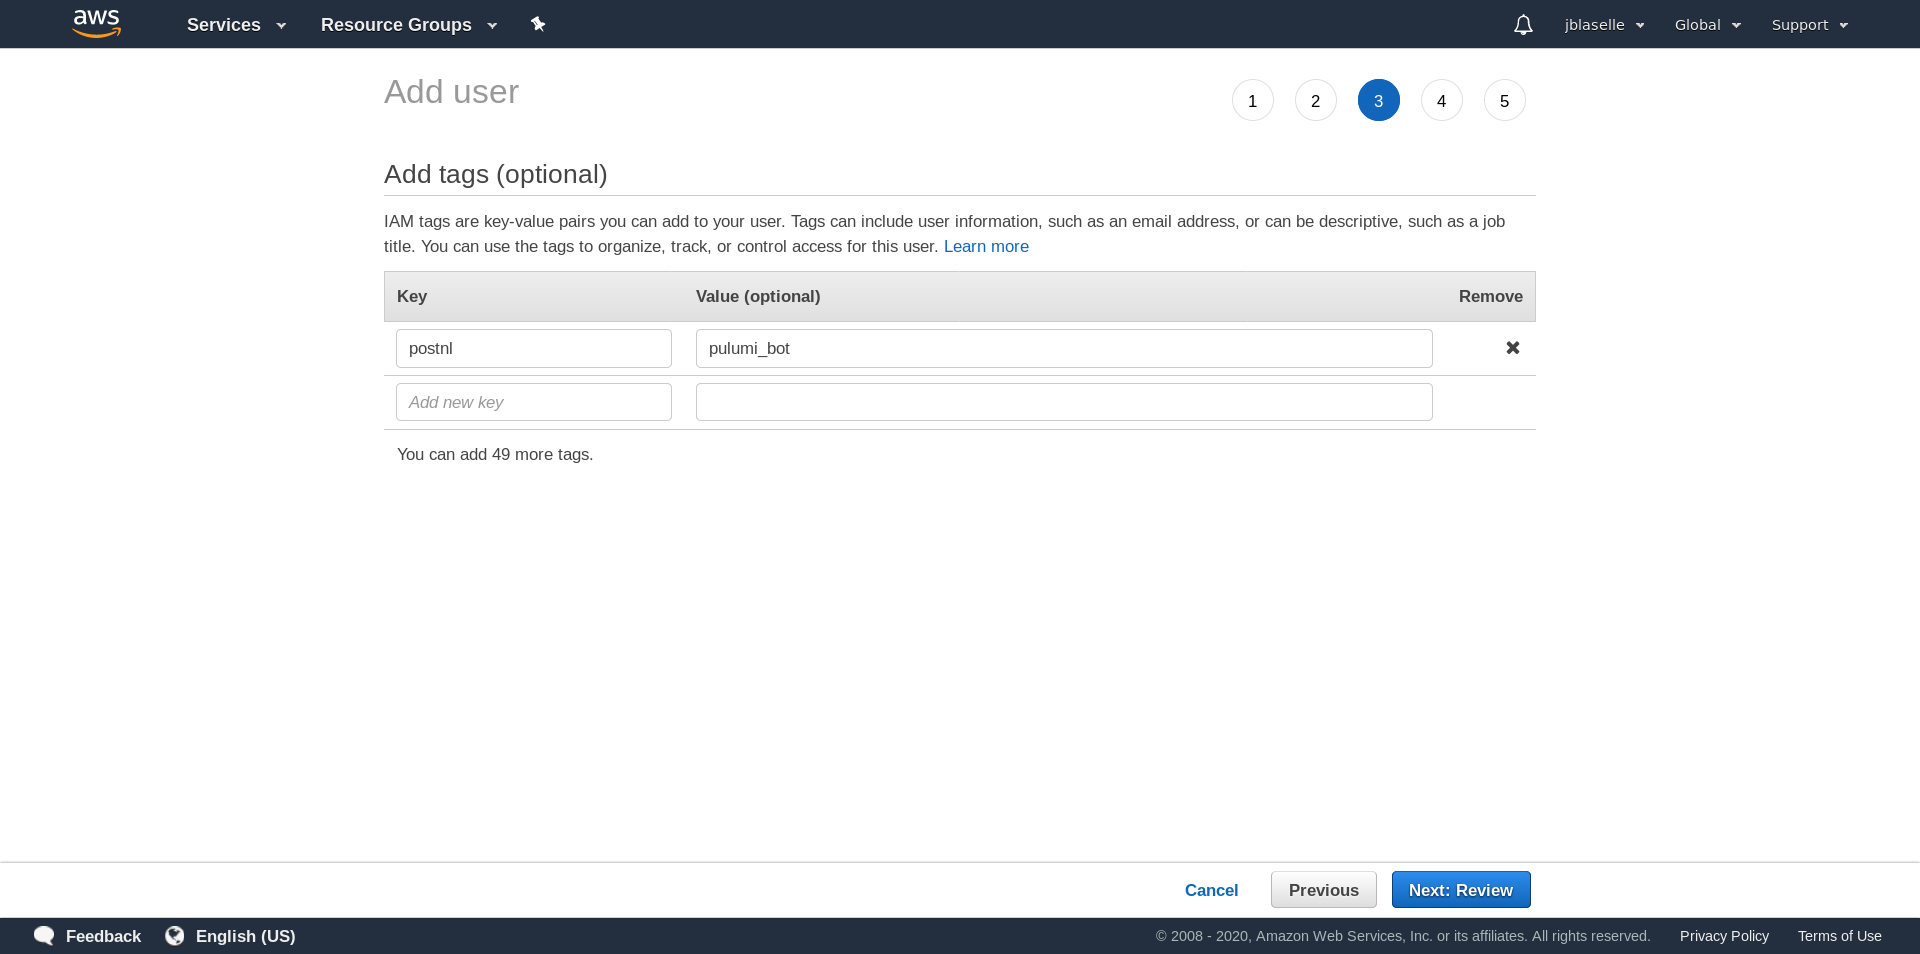 aws Services Resource Groups jblaselle Global Support
Add user
1 2 3 4 5
Add tags (optional)
IAM tags are key-value pairs you can add to your user. Tags can include user information, such as an email address, or can be descriptive, such as a job
title. You can use the tags to organize, track, or control access for this user. Learn more
Key Value (optional) Remove
postnl pulumi_bot
Add new key
You can add 49 more tags.
Cancel Previous Next: Review
Feedback English (US) © 2008 - 2020, Amazon Web Services, Inc. or its affiliates. All rights reserved. Privacy Policy Terms of Use